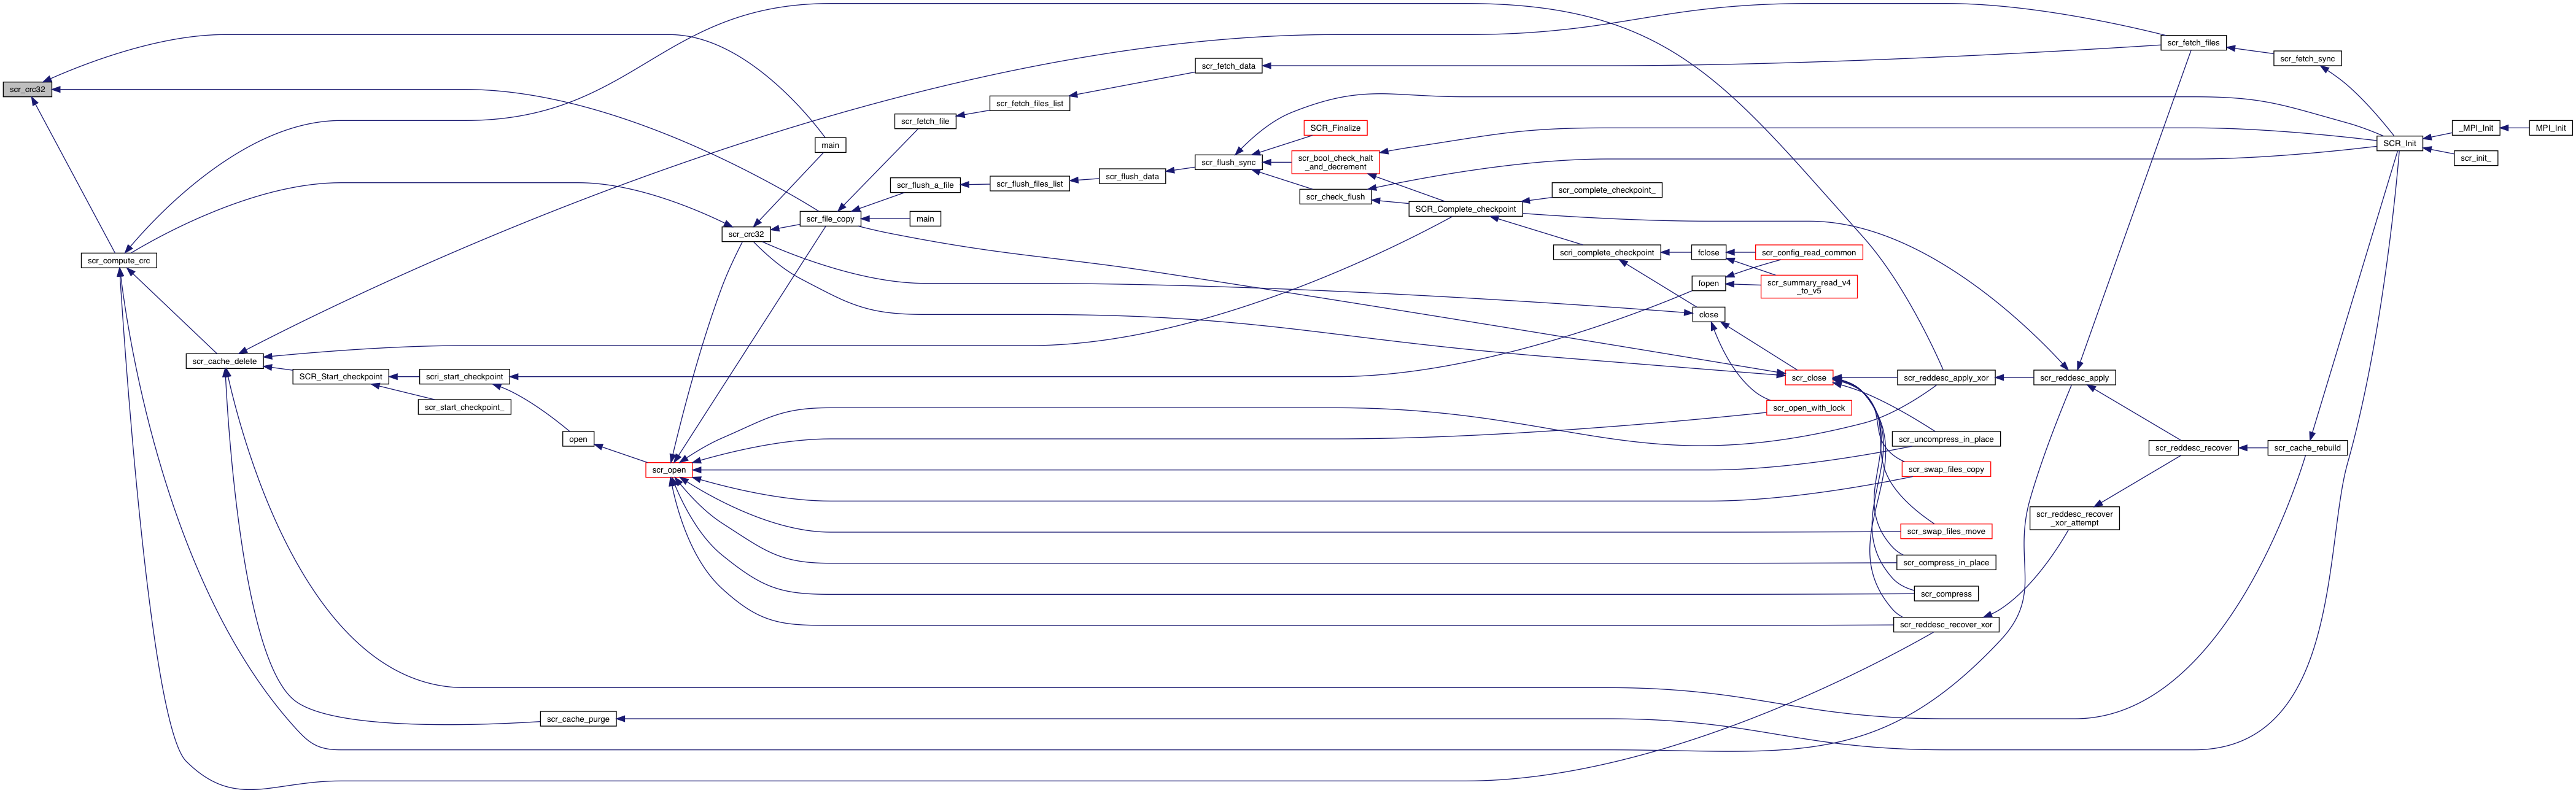 scr_crc32
scr_compute_crc
scr_cache_delete
SCR_Start_checkpoint
scri_start_checkpoint
scr_start_checkpoint_
open
scr_cache_purge
scr_open
scr_crc32
main
scr_file_copy
scr_fetch_file
scr_flush_a_file
main
scr_fetch_files_list
scr_flush_files_list
scr_flush_data
scr_fetch_data
scr_flush_sync
SCR_Finalize
scr_bool_check_halt
_and_decrement
scr_check_flush
SCR_Complete_checkpoint
scr_complete_checkpoint_
scri_complete_checkpoint
fclose
fopen
close
scr_config_read_common
scr_summary_read_v4
_to_v5
scr_close
scr_open_with_lock
scr_reddesc_apply_xor
scr_uncompress_in_place
scr_swap_files_copy
scr_swap_files_move
scr_compress_in_place
scr_compress
scr_reddesc_recover_xor
scr_reddesc_apply
scr_reddesc_recover
_xor_attempt
scr_reddesc_recover
scr_fetch_files
scr_fetch_sync
scr_cache_rebuild
SCR_Init
_MPI_Init
scr_init_
MPI_Init